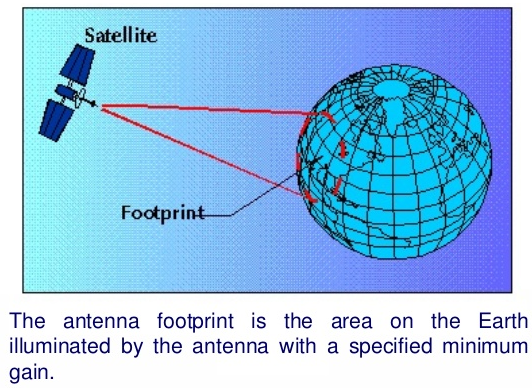 Satellite
Footprint
The antenna footprint is the area on the Earth
illuminated by the antenna with a specified minimum
gain.